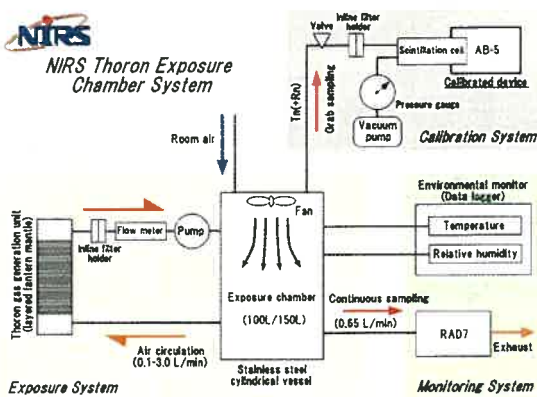 NIRS
NIRS Thoron Exposure
Chamber System
Valve
Inline filter
holder
Scintillation cell
AB-5
Calibrated device
Pressure gauge
Vacuum
pump
Calibration System
Tn(+Rn)
Grab sampling
Room air
Fan
Environmental monitor
(Data logger)
Temperature
Relative humidity
Thoron gas generation unit
(layered lantern mantle)
Inline filter
holder
Flow meter
Pump
Exposure chamber
(100L/150L)
Continuous sampling
(0.65 L/min)
RAD7
Exhaust
Air circulation
(0.1-3.0 L/min)
Stainless steel
cylindrical vessel
Exposure System
Monitoring System